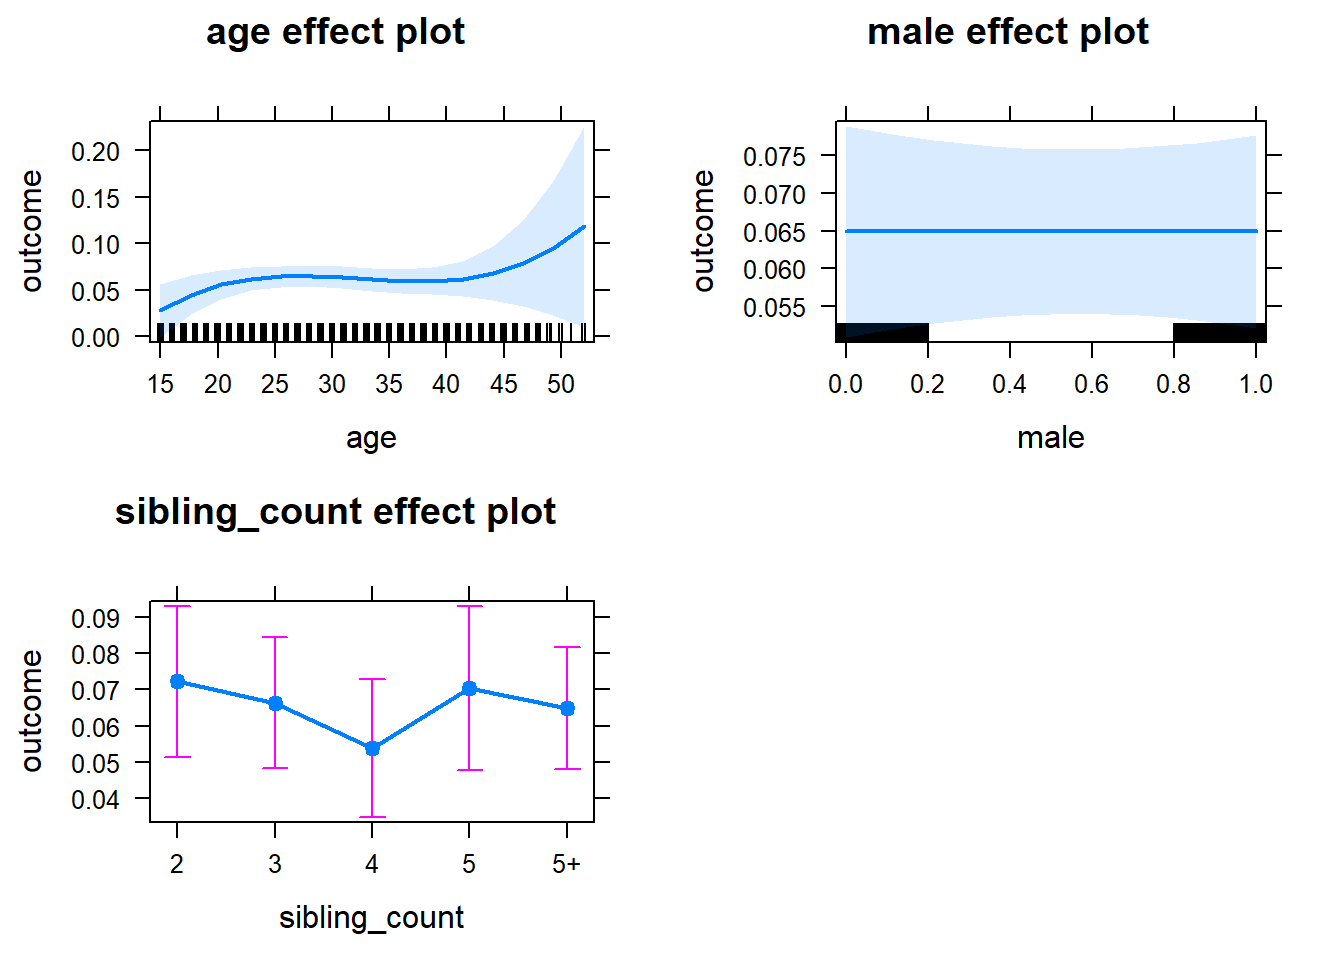 age effect plot
outcome
0.20
0.15
0.10
0.05
0.00
15 20 25 30 35 40 45 50
age
male effect plot
outcome
0.075
0.070
0.065
0.060
0.055
0.0 0.2 0.4 0.6 0.8 1.0
male
sibling_count effect plot
outcome
0.09
0.08
0.07
0.06
0.05
0.04
2 3 4 5 5+
sibling_count